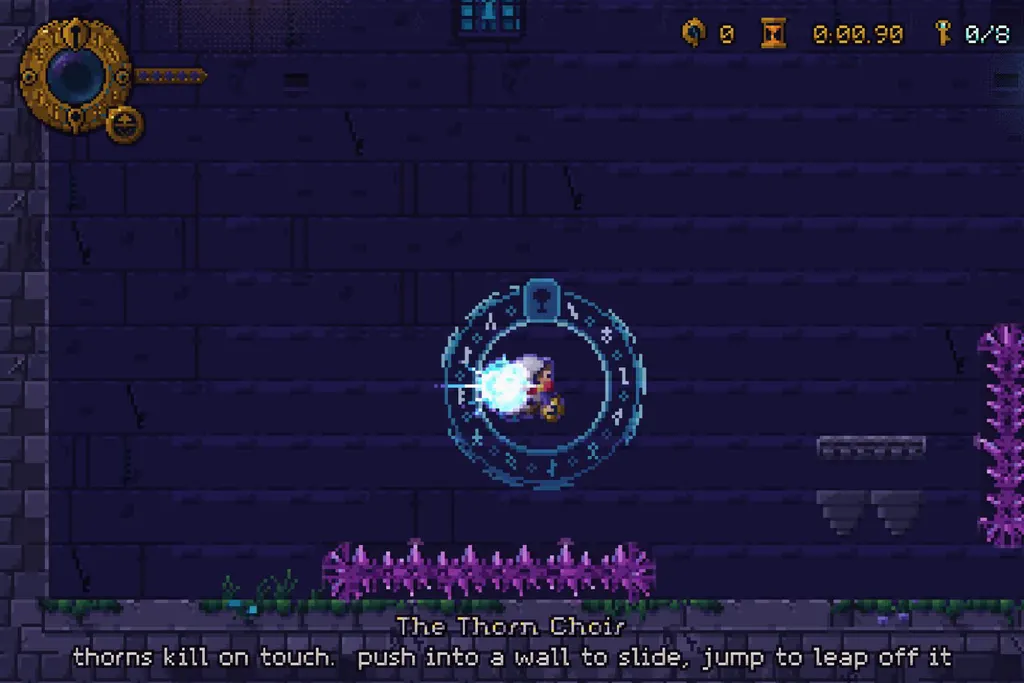 0 0:00.90 0/8
The Thorn Choir
thorns kill on touch. push into a wall to slide, jump to leap off it